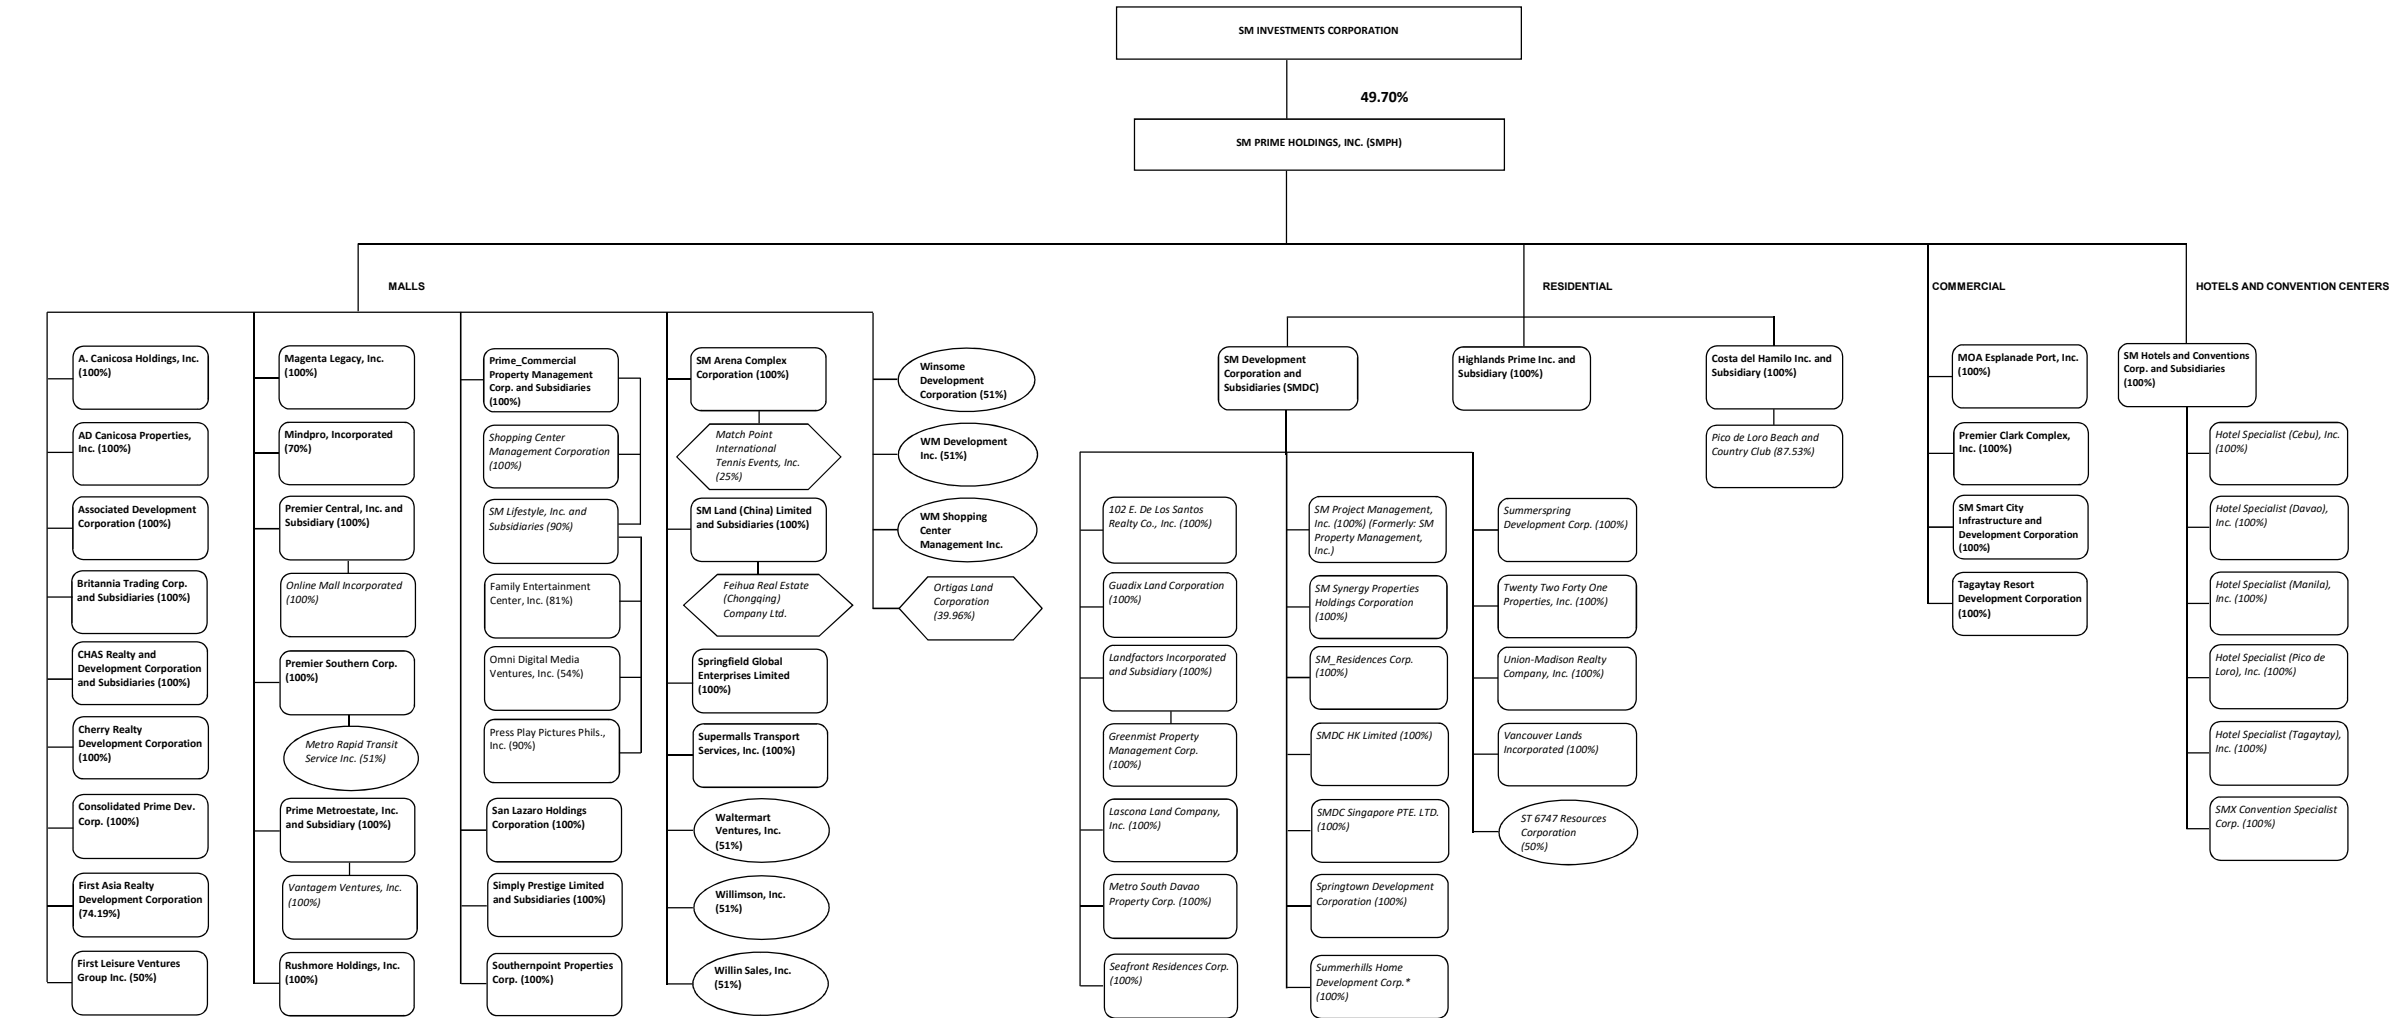 SM INVESTMENTS CORPORATION
49.70%
SM PRIME HOLDINGS, INC. (SMPH)
MALLS
RESIDENTIAL
COMMERCIAL
HOTELS AND CONVENTION CENTERS
A. Canicosa Holdings, Inc.
(100%)
AD Canicosa Properties,
Inc. (100%)
Associated Development
Corporation (100%)
Britannia Trading Corp.
and Subsidiaries (100%)
CHAS Realty and
Development Corporation
and Subsidiaries (100%)
Cherry Realty
Development Corporation
(100%)
Consolidated Prime Dev.
Corp. (100%)
First Asia Realty
Development Corporation
(74.19%)
First Leisure Ventures
Group Inc. (50%)
Magenta Legacy, Inc.
(100%)
Mindpro, Incorporated
(70%)
Premier Central, Inc. and
Subsidiary (100%)
Online Mall Incorporated
(100%)
Premier Southern Corp.
(100%)
Metro Rapid Transit
Service Inc. (51%)
Prime Metroestate, Inc.
and Subsidiary (100%)
Vantagem Ventures, Inc.
(100%)
Rushmore Holdings, Inc.
(100%)
Prime_Commercial
Property Management
Corp. and Subsidiaries
(100%)
Shopping Center
Management Corporation
(100%)
SM Lifestyle, Inc. and
Subsidiaries (90%)
Family Entertainment
Center, Inc. (81%)
Omni Digital Media
Ventures, Inc. (54%)
Press Play Pictures Phils.,
Inc. (90%)
San Lazaro Holdings
Corporation (100%)
Simply Prestige Limited
and Subsidiaries (100%)
Southernpoint Properties
Corp. (100%)
SM Arena Complex
Corporation (100%)
Match Point
International
Tennis Events, Inc.
(25%)
SM Land (China) Limited
and Subsidiaries (100%)
Feihua Real Estate
(Chongqing)
Company Ltd.
Springfield Global
Enterprises Limited
(100%)
Supermalls Transport
Services, Inc. (100%)
Waltermart
Ventures, Inc.
(51%)
Willimson, Inc.
(51%)
Willin Sales, Inc.
(51%)
Winsome
Development
Corporation (51%)
WM Development
Inc. (51%)
WM Shopping
Center
Management Inc.
Ortigas Land
Corporation
(39.96%)
SM Development
Corporation and
Subsidiaries (SMDC)
102 E. De Los Santos
Realty Co., Inc. (100%)
Guadix Land Corporation
(100%)
Landfactors Incorporated
and Subsidiary (100%)
Greenmist Property
Management Corp.
(100%)
Lascona Land Company,
Inc. (100%)
Metro South Davao
Property Corp. (100%)
Seafront Residences Corp.
(100%)
SM Project Management,
Inc. (100%) (Formerly: SM
Property Management,
Inc.)
SM Synergy Properties
Holdings Corporation
(100%)
SM_Residences Corp.
(100%)
SMDC HK Limited (100%)
SMDC Singapore PTE. LTD.
(100%)
Springtown Development
Corporation (100%)
Summerhills Home
Development Corp.*
(100%)
Summerspring
Development Corp. (100%)
Twenty Two Forty One
Properties, Inc. (100%)
Union-Madison Realty
Company, Inc. (100%)
Vancouver Lands
Incorporated (100%)
ST 6747 Resources
Corporation
(50%)
Highlands Prime Inc. and
Subsidiary (100%)
Costa del Hamilo Inc. and
Subsidiary (100%)
Pico de Loro Beach and
Country Club (87.53%)
MOA Esplanade Port, Inc.
(100%)
Premier Clark Complex,
Inc. (100%)
SM Smart City
Infrastructure and
Development Corporation
(100%)
Tagaytay Resort
Development Corporation
(100%)
SM Hotels and Conventions
Corp. and Subsidiaries
(100%)
Hotel Specialist (Cebu), Inc.
(100%)
Hotel Specialist (Davao),
Inc. (100%)
Hotel Specialist (Manila),
Inc. (100%)
Hotel Specialist (Pico de
Loro), Inc. (100%)
Hotel Specialist (Tagaytay),
Inc. (100%)
SMX Convention Specialist
Corp. (100%)